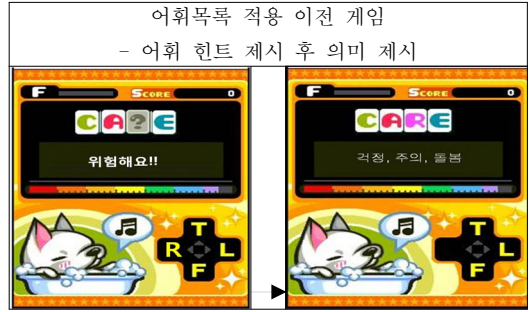 어휘목록 적용 이전 게임
- 어휘 힌트 제시 후 의미 제시
F SCORE 0
CA?E
위험해요!!
T
R L
F
F SCORE 0
CARE
걱정, 주의, 돌봄
T
L
F